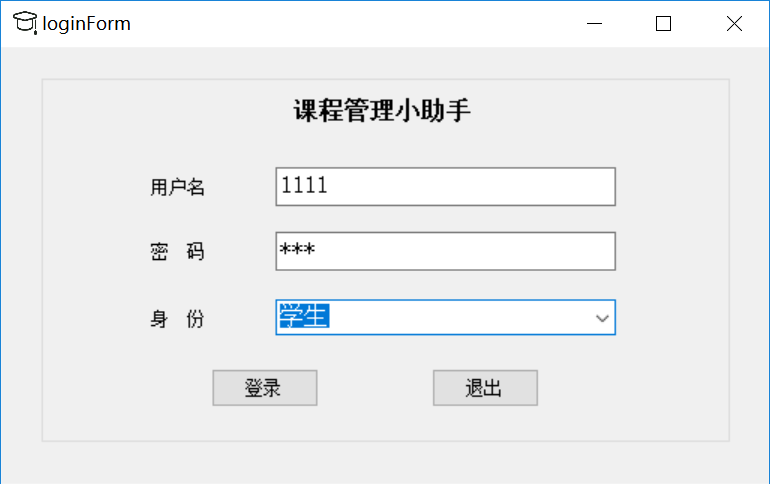 loginForm
课程管理小助手
用户名 1111
密 码 ***
身 份 学生
登录 退出